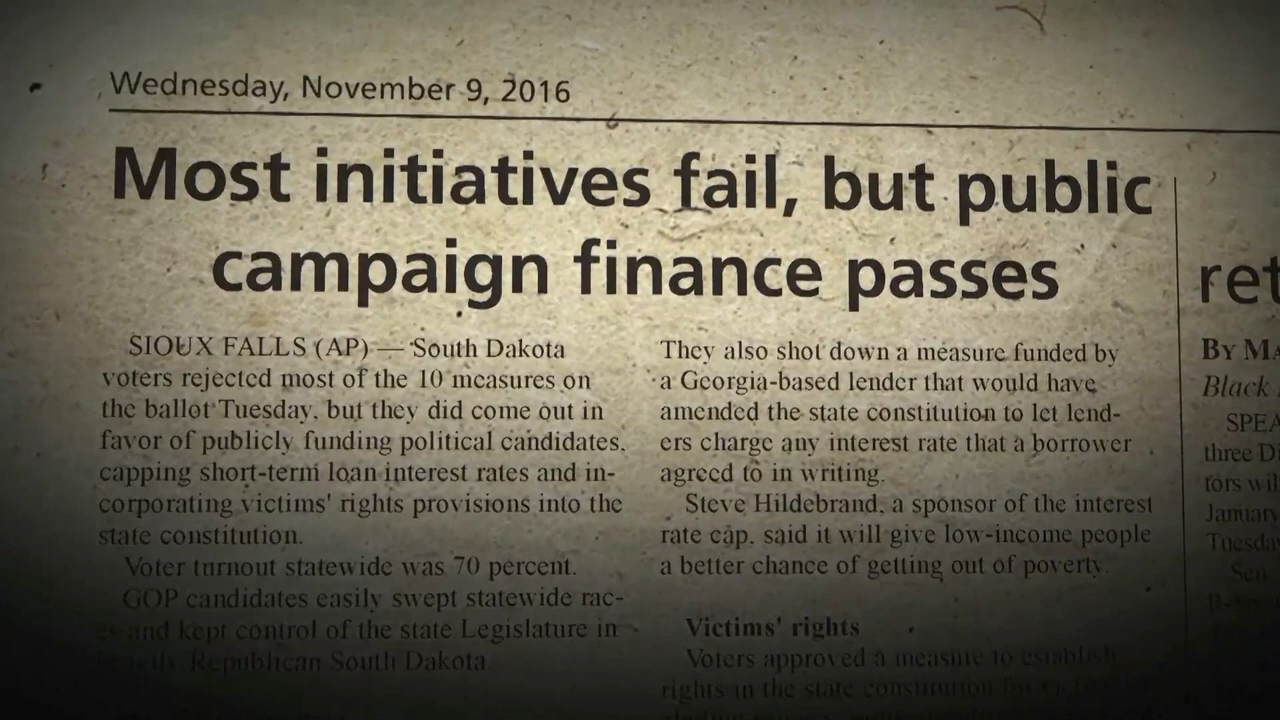 Wednesday, November 9, 2016
Most initiatives fail, but public
campaign finance passes
SIOUX FALLS (AP) — South Dakota
voters rejected most of the 10 measures on
the ballot Tuesday, but they did come out in
favor of publicly funding political candidates,
capping short-term loan interest rates and in-
corporating victims' rights provisions into the
state constitution.
Voter turnout statewide was 70 percent.
GOP candidates easily swept statewide rac-
es and kept control of the state Legislature in
Republican South Dakota.
They also shot down a measure funded by
a Georgia-based lender that would have
amended the state constitution to let lend-
ers charge any interest rate that a borrower
agreed to in writing.
Steve Hildebrand, a sponsor of the interest
rate cap, said it will give low-income people
a better chance of getting out of poverty.
Victims' rights
Voters approved a measure to establish
rights in the state constitution for
ret
BY MA
Black
SPEA
three D
tors wil
January
Tuesda
Sen